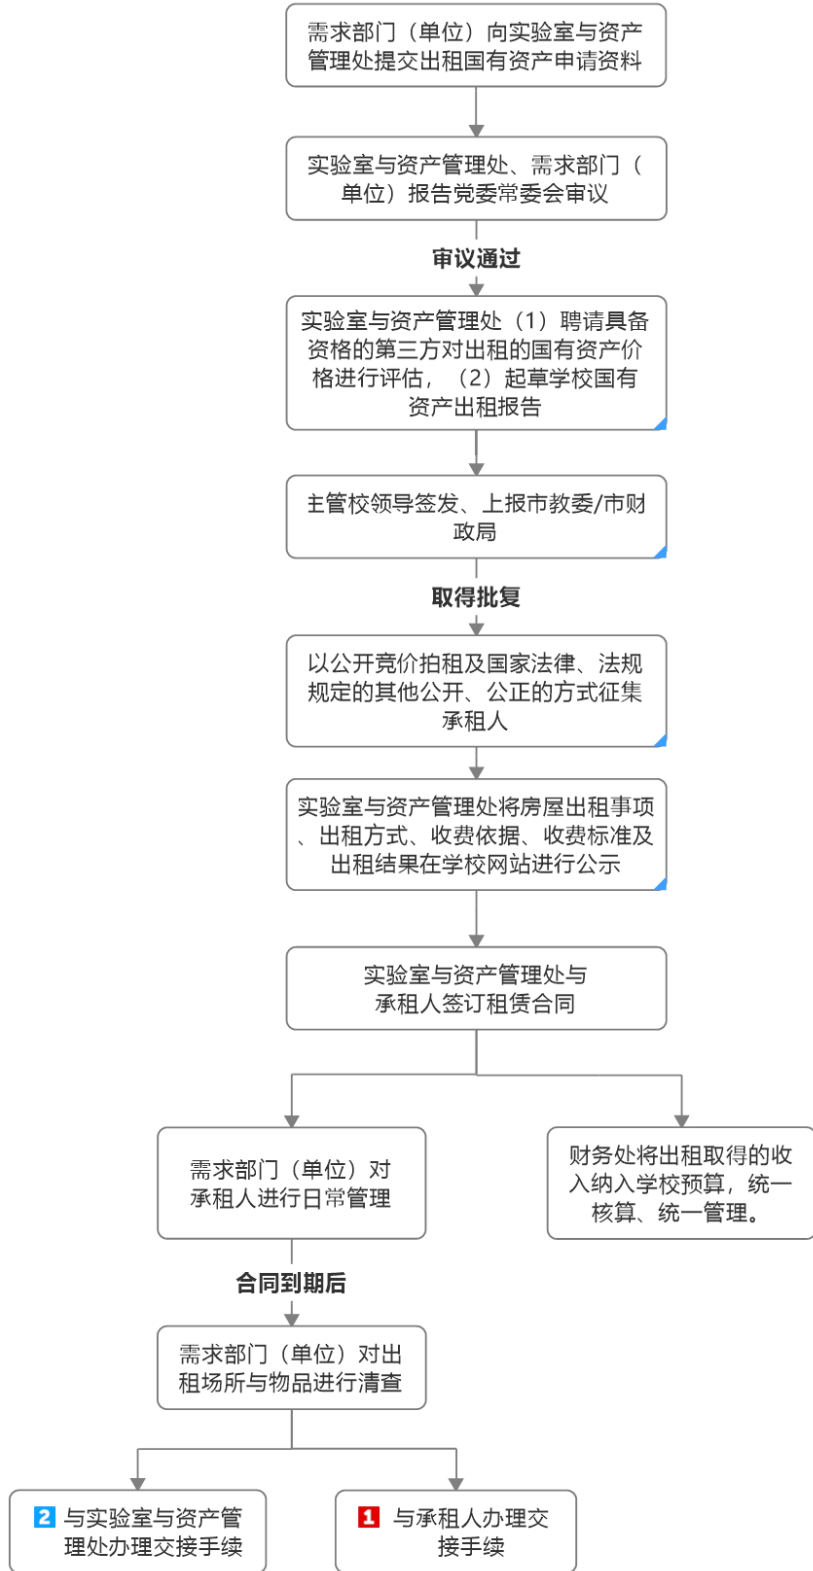 需求部门（单位）向实验室与资产
管理处提交出租国有资产申请资料
实验室与资产管理处、需求部门（
单位）报告党委常委会审议
审议通过
实验室与资产管理处（1）聘请具备
资格的第三方对出租的国有资产价
格进行评估，（2）起草学校国有
资产出租报告
主管校领导签发、上报市教委/市财
政局
取得批复
以公开竞价拍租及国家法律、法规
规定的其他公开、公正的方式征集
承租人
实验室与资产管理处将房屋出租事项
、出租方式、收费依据、收费标准及
出租结果在学校网站进行公示
实验室与资产管理处与
承租人签订租赁合同
需求部门（单位）对
承租人进行日常管理
财务处将出租取得的收
入纳入学校预算，统一
核算、统一管理。
合同到期后
需求部门（单位）对出
租场所与物品进行清查
2 与实验室与资产管
理处办理交接手续
1 与承租人办理交
接手续